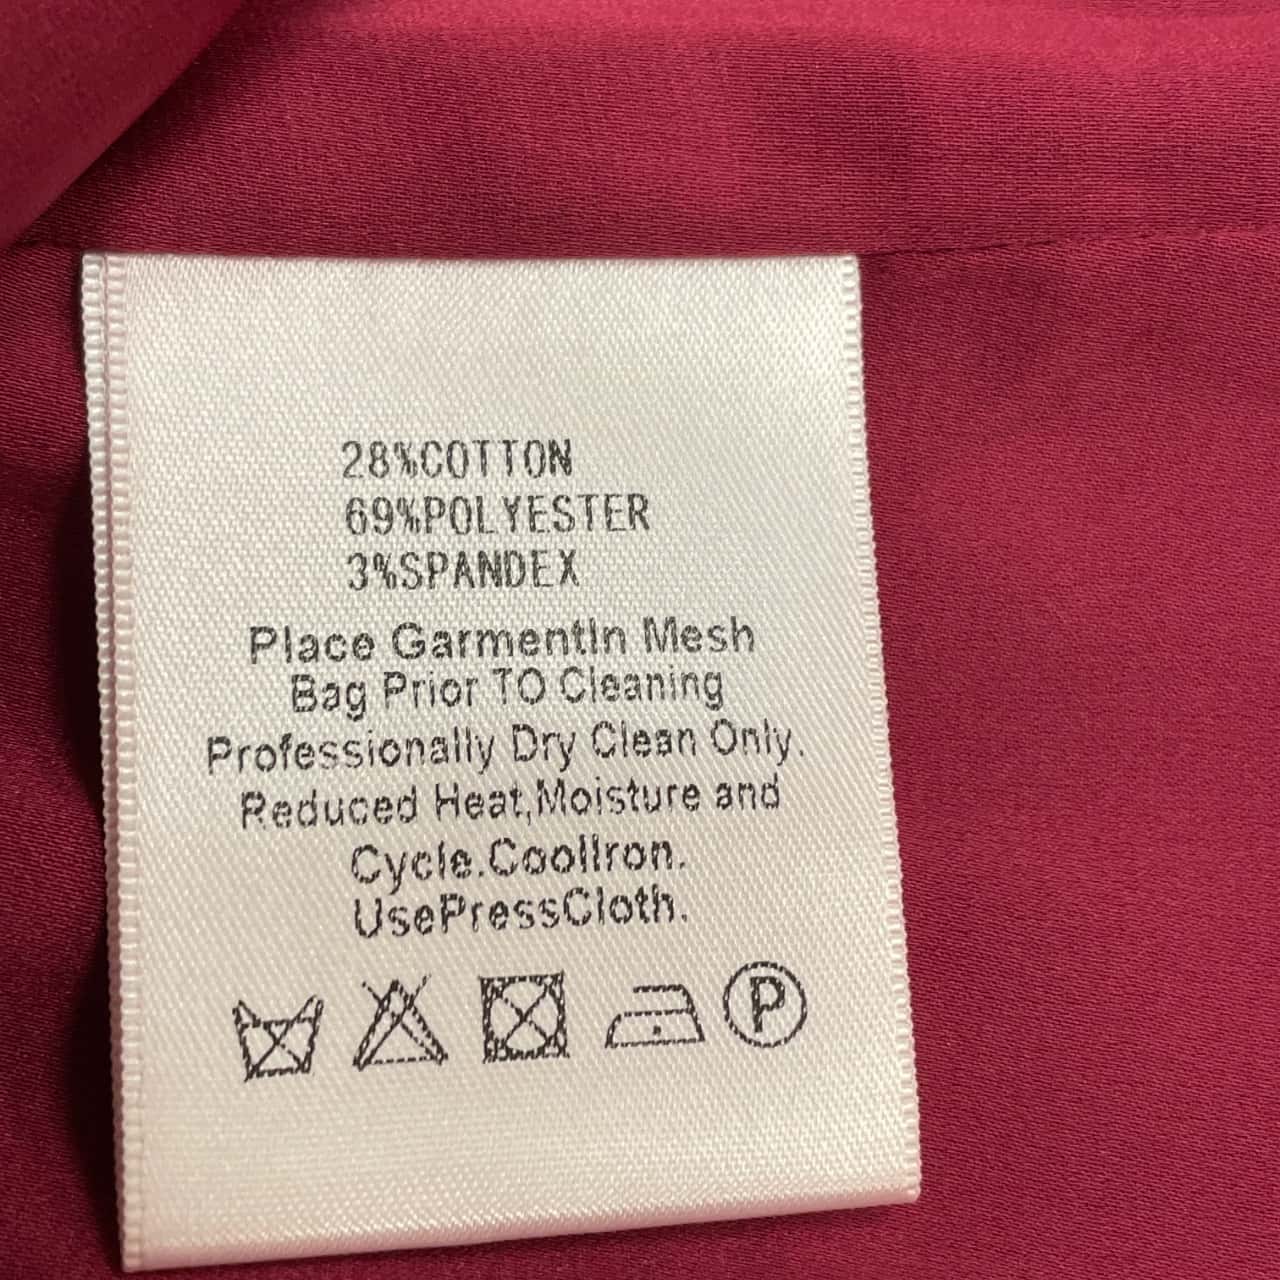 28%COTTON
69%POLYESTER
3%SPANDEX
Place GarmentIn Mesh
Bag Prior TO Cleaning
Professionally Dry Clean Only.
Reduced Heat,Moisture and
Cycle.CoolIron.
UsePressCloth.
P